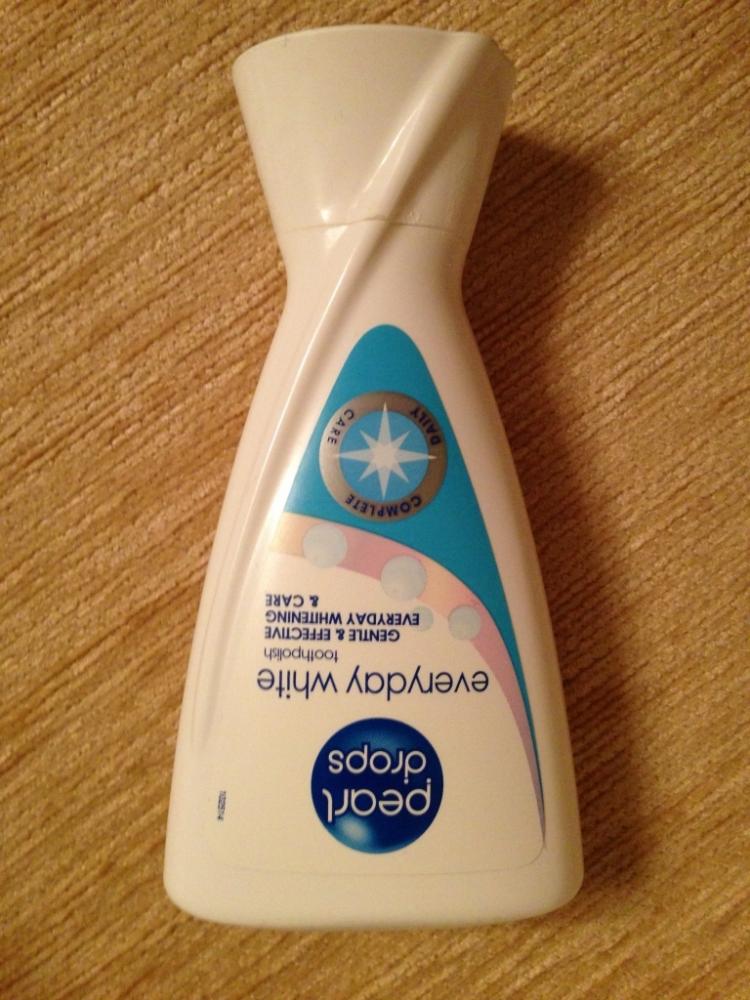 pearl
drops
everyday white
toothpolish
GENTLE & EFFECTIVE
EVERYDAY WHITENING
& CARE
COMPLETE
DAILY
CARE